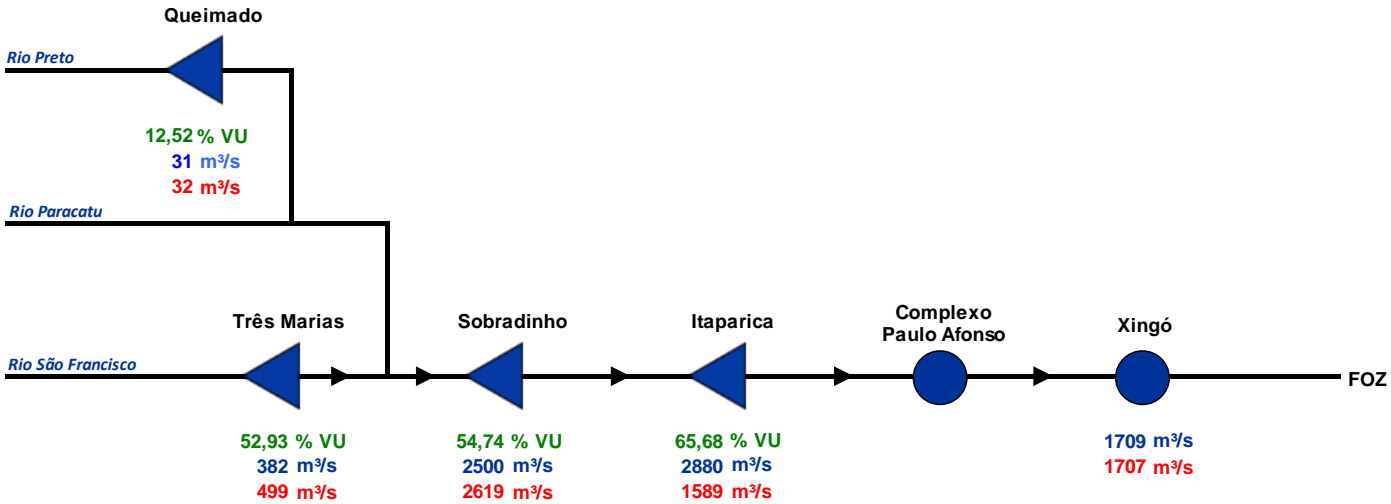 Queimado
Rio Preto
12,52 % VU
31 m³/s
32 m³/s
Rio Paracatu
Três Marias
Sobradinho
Itaparica
Complexo
Paulo Afonso
Xingó
Rio São Francisco
FOZ
52,93 % VU
382 m³/s
499 m³/s
54,74 % VU
2500 m³/s
2619 m³/s
65,68 % VU
2880 m³/s
1589 m³/s
1709 m³/s
1707 m³/s